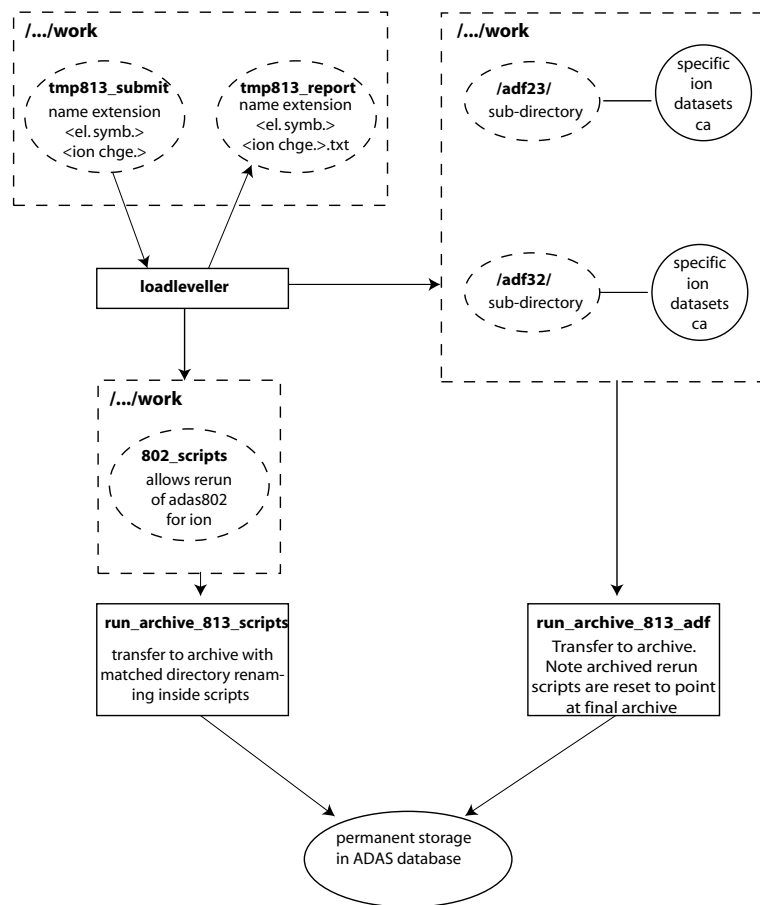 /.../work
tmp813_submit
name extension
<el. symb.>
<ion chge.>
tmp813_report
name extension
<el. symb.>
<ion chge.>.txt
/.../work
/adf23/
sub-directory
specific
ion
datasets
ca
/adf32/
sub-directory
specific
ion
datasets
ca
loadleveller
/.../work
802_scripts
allows rerun
of adas802
for ion
run_archive_813_scripts
transfer to archive with
matched directory renam-
ing inside scripts
run_archive_813_adf
Transfer to archive.
Note archived rerun
scripts are reset to point
at final archive
permanent storage
in ADAS database